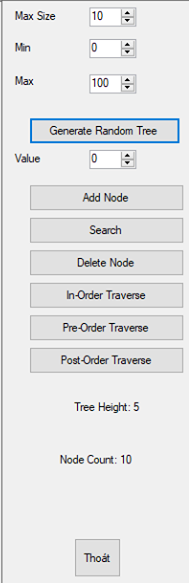 Max Size 10
Min 0
Max 100
Generate Random Tree
Value 0
Add Node
Search
Delete Node
In-Order Traverse
Pre-Order Traverse
Post-Order Traverse
Tree Height: 5
Node Count: 10
Thoát